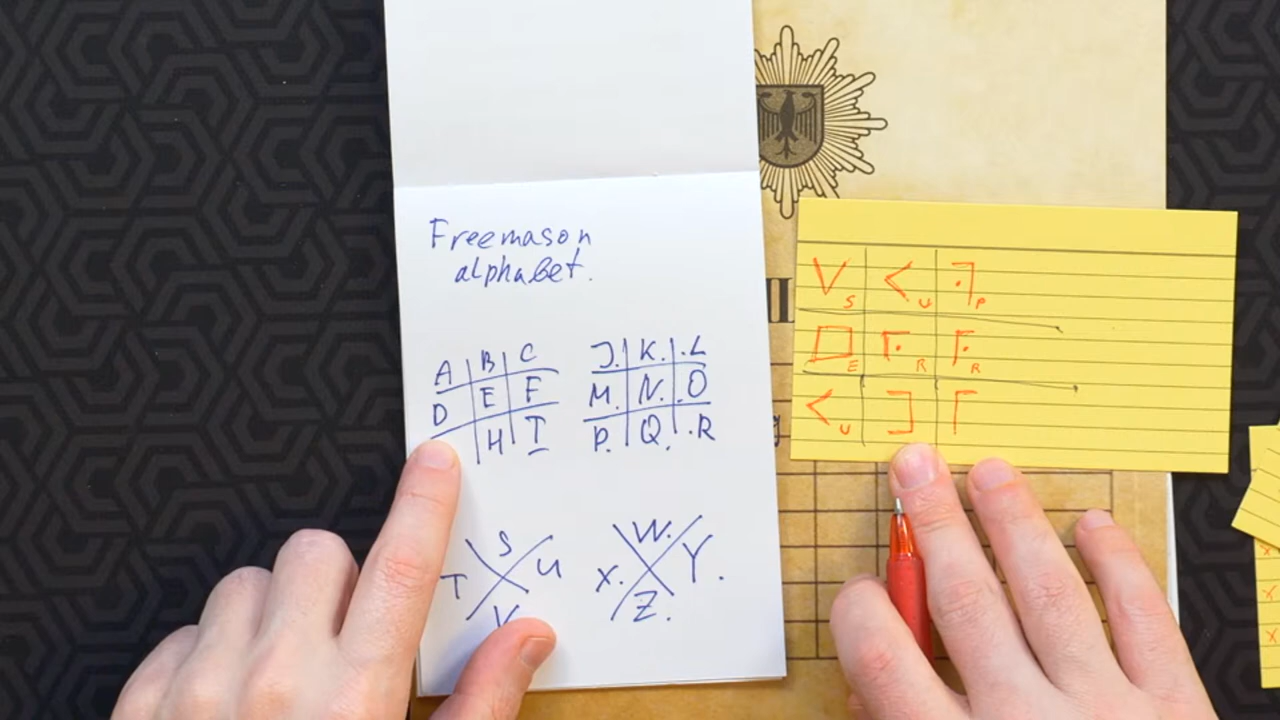 Freemason
alphabet.
A B C
D E F
H I
J. K. .L
M. N. .O
P. Q. .R
S
T U
V
W.
X. Y.
Z.
S U P
E R R
U